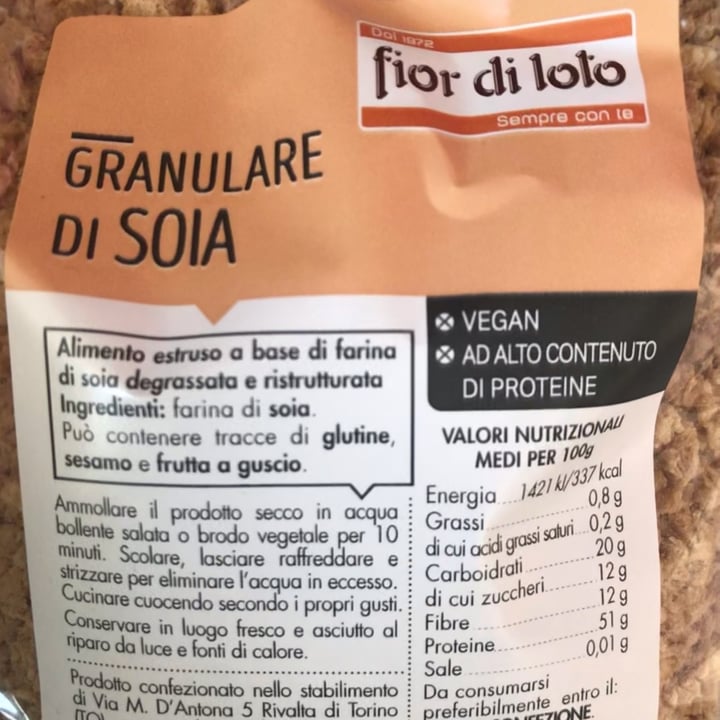 Dal 1972
fior di loto
Sempre con te
GRANULARE
DI SOIA
VEGAN
AD ALTO CONTENUTO
DI PROTEINE
Alimento estruso a base di farina
di soia degrassata e ristrutturata
Ingredienti: farina di soia.
Può contenere tracce di glutine,
sesamo e frutta a guscio.
Ammollare il prodotto secco in acqua
bollente salata o brodo vegetale per 10
minuti. Scolare, lasciare raffreddare e
strizzare per eliminare l'acqua in eccesso.
Cucinare cuocendo secondo i propri gusti.
Conservare in luogo fresco e asciutto al
riparo da luce e fonti di calore.
Prodotto confezionato nello stabilimento
di Via M. D'Antona 5 Rivalta di Torino
VALORI NUTRIZIONALI
MEDI PER 100g
Energia 1421 kJ/337 kcal
Grassi 0,8 g
di cui acidi grassi saturi 0,2 g
Carboidrati 20 g
di cui zuccheri 12 g
Fibre 12 g
Proteine 51 g
Sale 0,01 g
Da consumarsi
preferibilmente entro il: